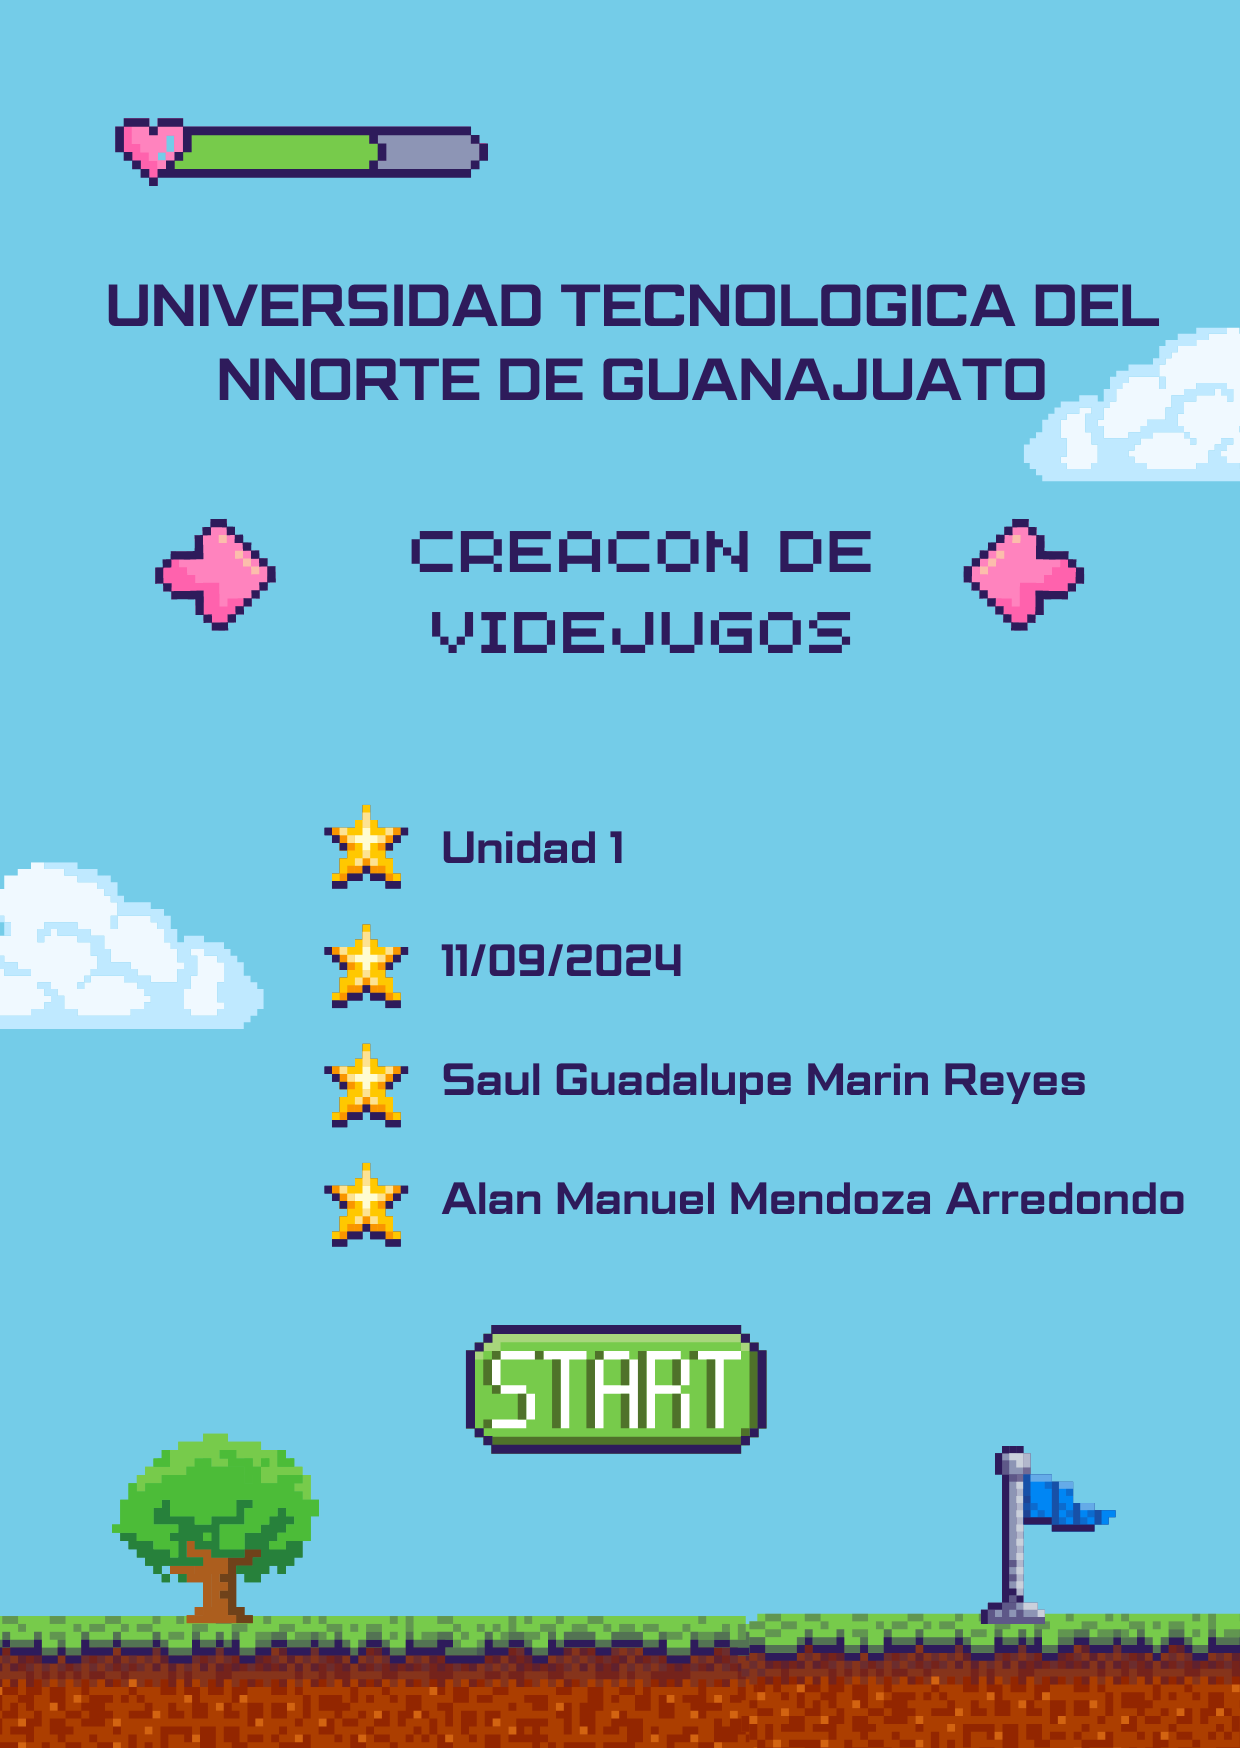 UNIVERSIDAD TECNOLOGICA DEL
NNORTE DE GUANAJUATO
CREACON DE
VIDEJUGOS
Unidad 1
11/09/2024
Saul Guadalupe Marin Reyes
Alan Manuel Mendoza Arredondo
START